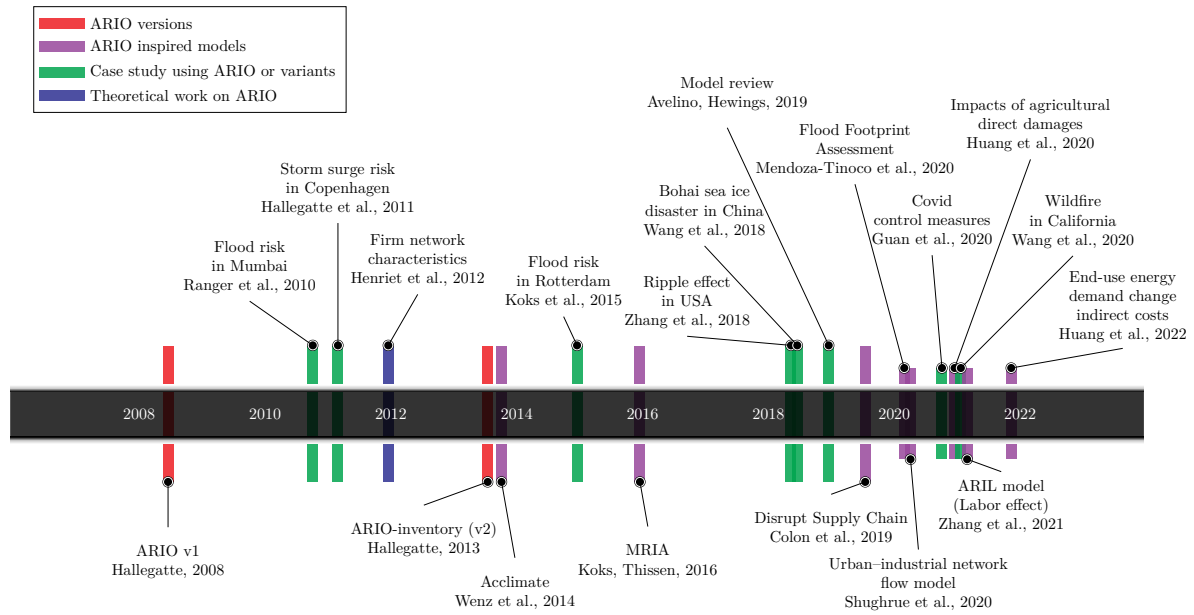 ARIO versions
ARIO inspired models
Case study using ARIO or variants
Theoretical work on ARIO
Flood risk
in Mumbai
Ranger et al., 2010
Storm surge risk
in Copenhagen
Hallegatte et al., 2011
Firm network
characteristics
Henriet et al., 2012
Flood risk
in Rotterdam
Koks et al., 2015
Ripple effect
in USA
Zhang et al., 2018
Bohai sea ice
disaster in China
Wang et al., 2018
Model review
Avelino, Hewings, 2019
Flood Footprint
Assessment
Mendoza-Tinoco et al., 2020
Covid
control measures
Guan et al., 2020
Impacts of agricultural
direct damages
Huang et al., 2020
Wildfire
in California
Wang et al., 2020
End-use energy
demand change
indirect costs
Huang et al., 2022
2008
2010
2012
2014
2016
2018
2020
2022
ARIO v1
Hallegatte, 2008
ARIO-inventory (v2)
Hallegatte, 2013
Acclimate
Wenz et al., 2014
MRIA
Koks, Thissen, 2016
Disrupt Supply Chain
Colon et al., 2019
Urban–industrial network
flow model
Shughrue et al., 2020
ARIL model
(Labor effect)
Zhang et al., 2021